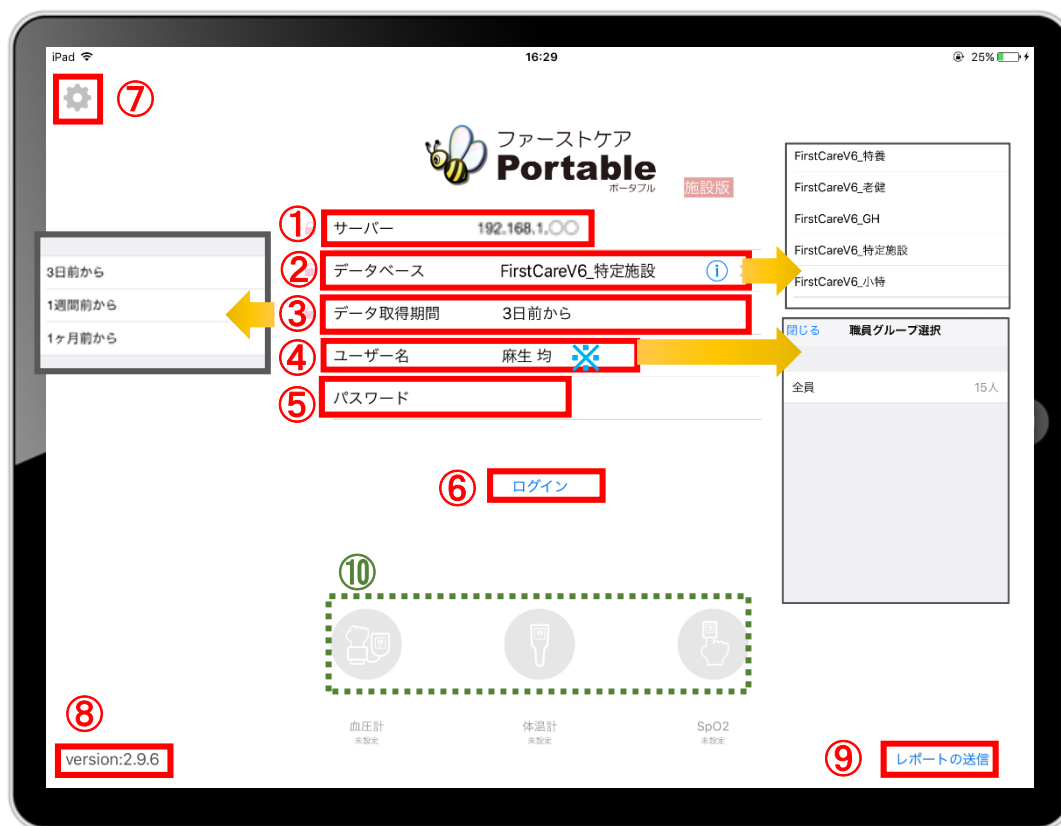 iPad 16:29 25%
⑦
ファーストケア
Portable
ポータブル 施設版
① サーバー 192.168.1.〇〇
② データベース FirstCareV6_特定施設 i
③ データ取得期間 3日前から
④ ユーザー名 麻生 均 ※
⑤ パスワード
⑥ ログイン
3日前から
1週間前から
1ヶ月前から
FirstCareV6_特養
FirstCareV6_老健
FirstCareV6_GH
FirstCareV6_特定施設
FirstCareV6_小特
閉じる 職員グループ選択
全員 15人
⑩
血圧計 体温計 SpO2
未設定 未設定 未設定
⑧
version:2.9.6
⑨ レポートの送信